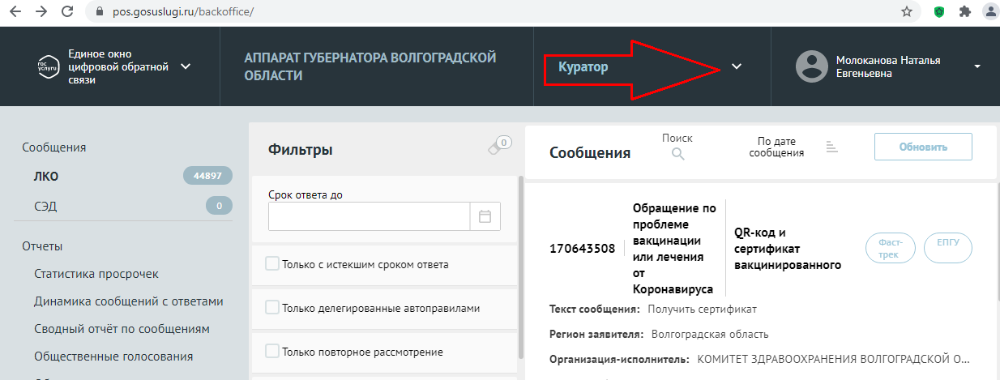 pos.gosuslugi.ru/backoffice/
гос
услуги
Единое окно
цифровой обратной
связи
АППАРАТ ГУБЕРНАТОРА ВОЛГОГРАДСКОЙ
ОБЛАСТИ
Куратор
Молоканова Наталья
Евгеньевна
Сообщения
ЛКО 44897
СЭД 0
Отчеты
Статистика просрочек
Динамика сообщений с ответами
Сводный отчёт по сообщениям
Общественные голосования
Фильтры 0
Срок ответа до
Только с истекшим сроком ответа
Только делегированные автоправилами
Только повторное рассмотрение
Сообщения
Поиск
По дате
сообщения
Обновить
170643508
Обращение по
проблеме
вакцинации
или лечения
от
Коронавируса
QR-код и
сертификат
вакцинированного
Фаст-
трек
ЕПГУ
Текст сообщения: Получить сертификат
Регион заявителя: Волгоградская область
Организация-исполнитель: КОМИТЕТ ЗДРАВООХРАНЕНИЯ ВОЛГОГРАДСКОЙ О...